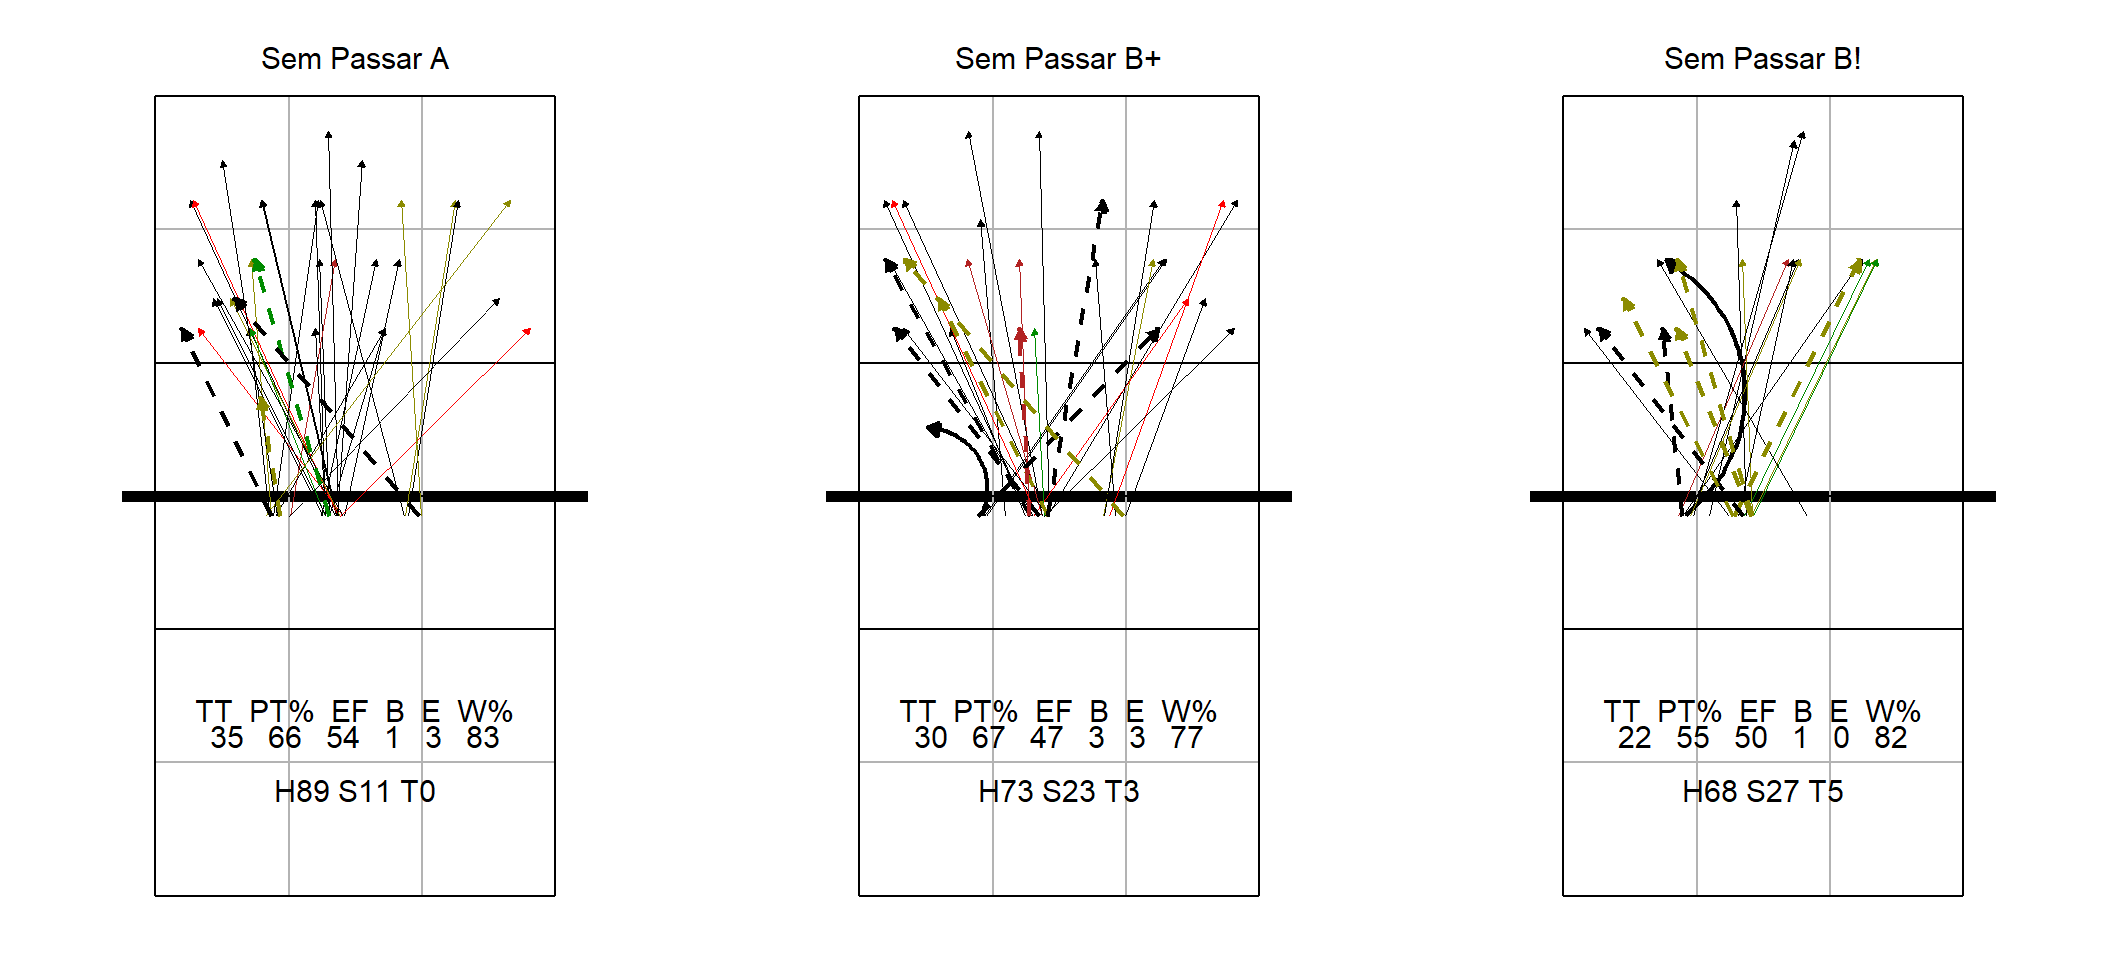 Sem Passar A
TT PT% EF B E W%
35 66 54 1 3 83
H89 S11 T0
Sem Passar B+
TT PT% EF B E W%
30 67 47 3 3 77
H73 S23 T3
Sem Passar B!
TT PT% EF B E W%
22 55 50 1 0 82
H68 S27 T5